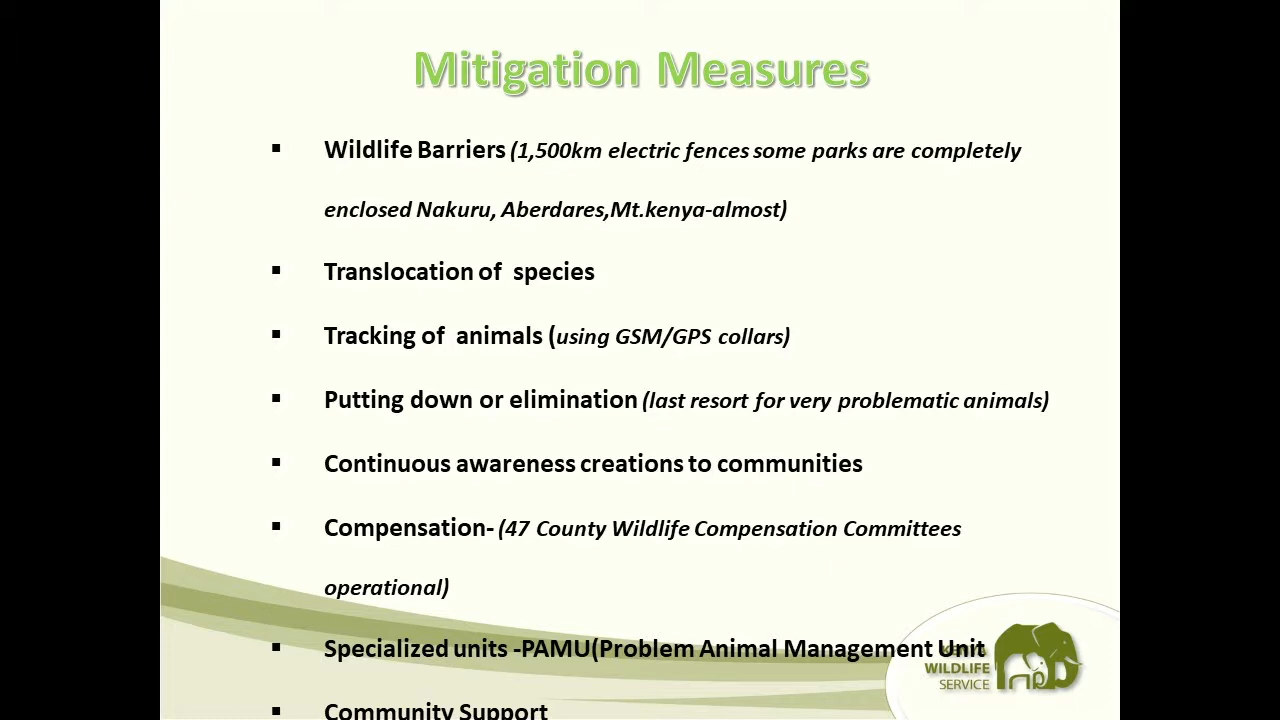 Mitigation Measures
▪ Wildlife Barriers (1,500km electric fences some parks are completely
enclosed Nakuru, Aberdares,Mt.kenya-almost)
▪ Translocation of  species
▪ Tracking of  animals (using GSM/GPS collars)
▪ Putting down or elimination (last resort for very problematic animals)
▪ Continuous awareness creations to communities
▪ Compensation- (47 County Wildlife Compensation Committees
operational)
▪ Specialized units -PAMU(Problem Animal Management Unit
▪ Community Support
KENYA
WILDLIFE
SERVICE